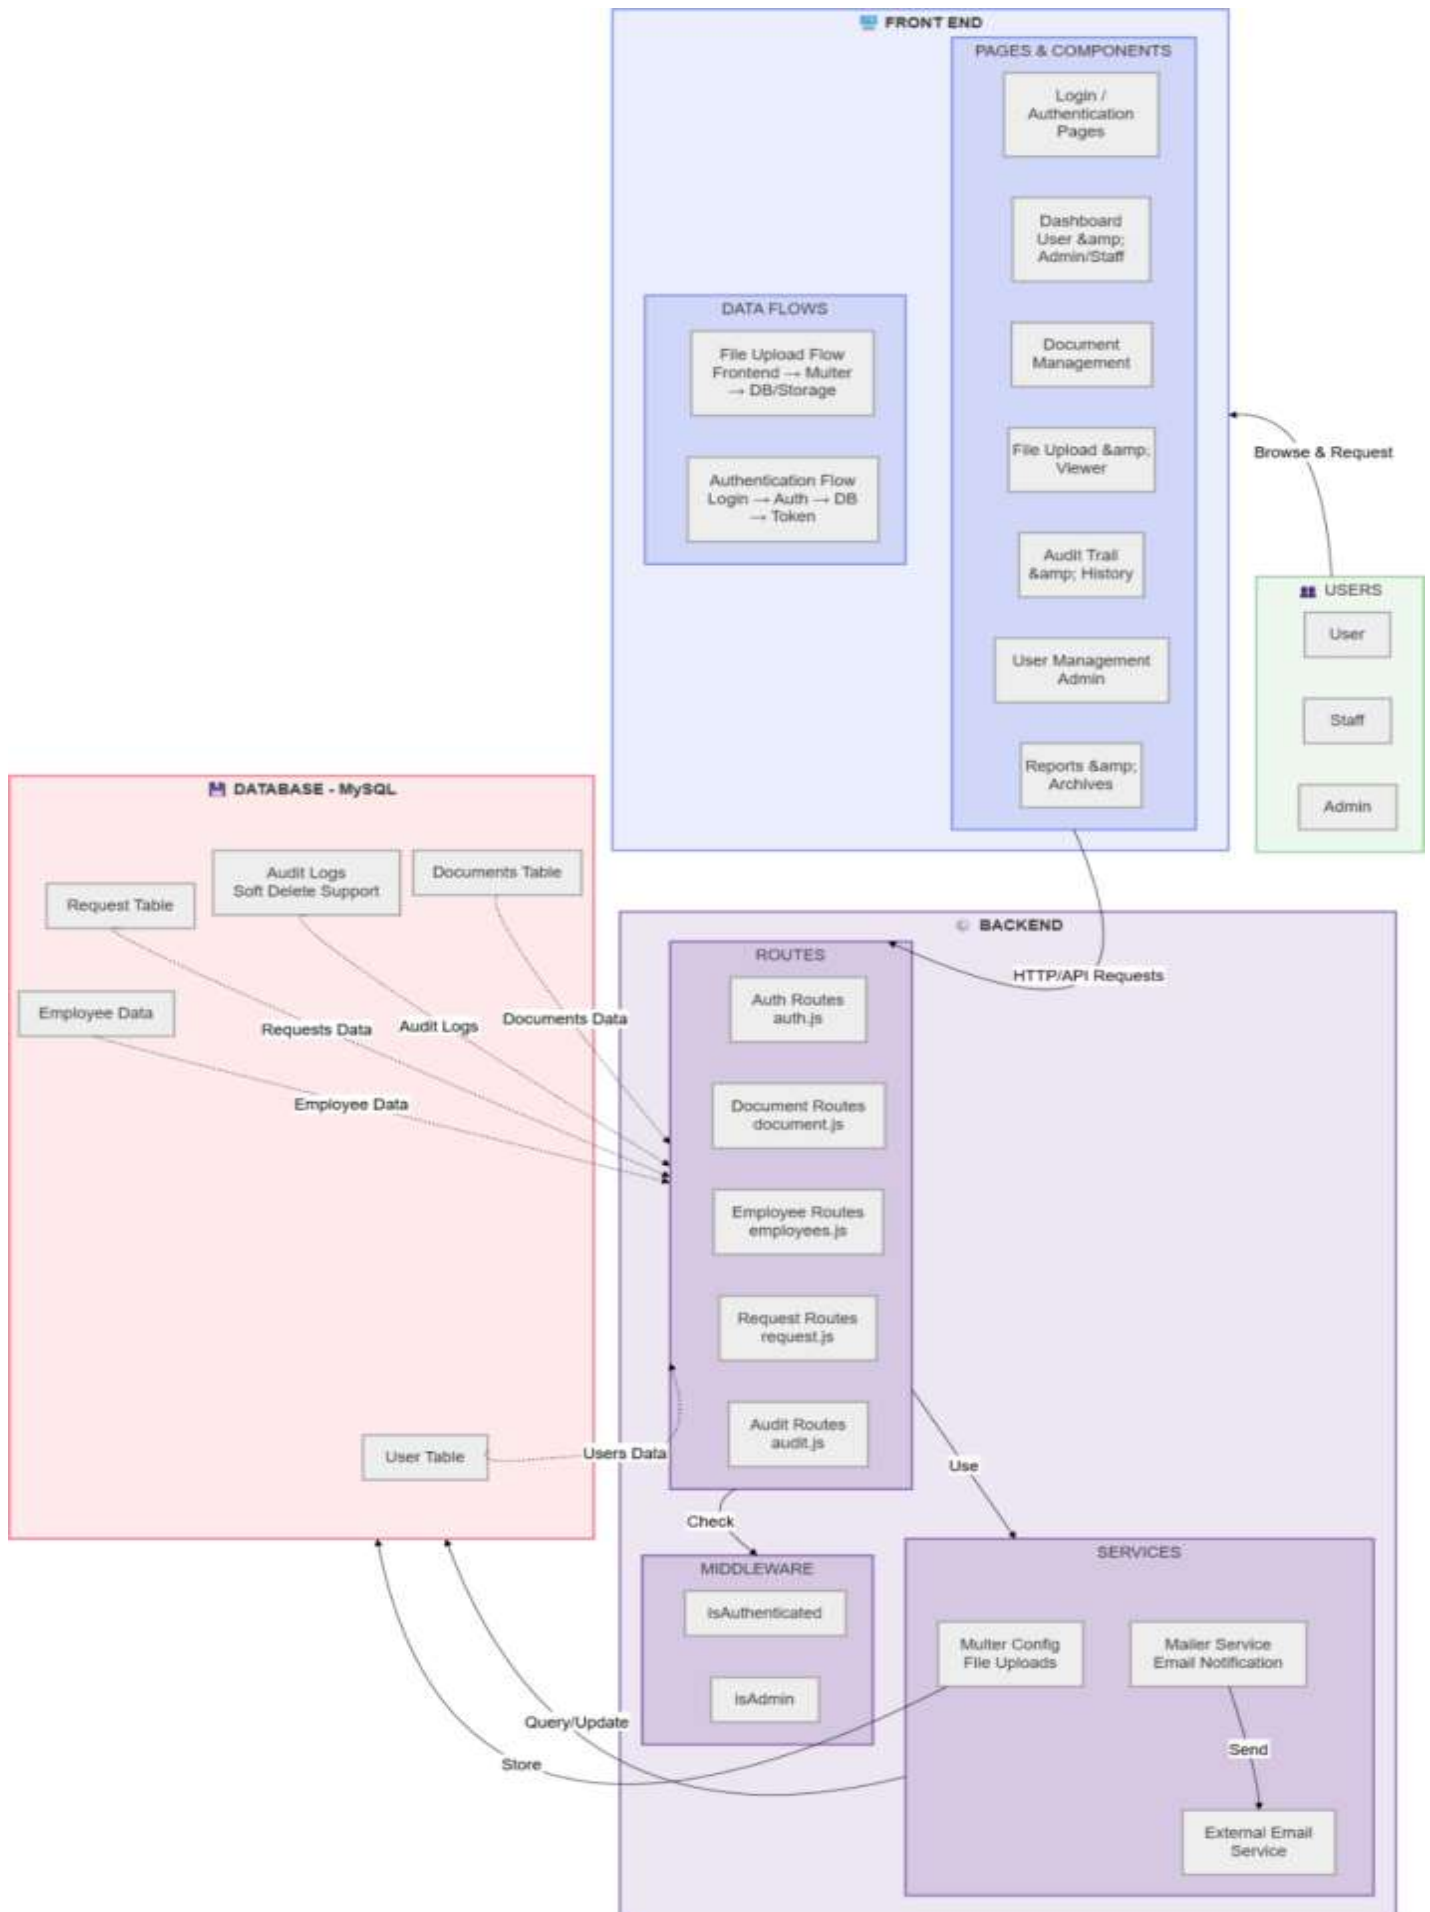 FRONT END
PAGES & COMPONENTS
Login /
Authentication
Pages
Dashboard
User &amp;
Admin/Staff
Document
Management
File Upload &amp;
Viewer
Audit Trail
&amp; History
User Management
Admin
Reports &amp;
Archives
DATA FLOWS
File Upload Flow
Frontend → Multer
→ DB/Storage
Authentication Flow
Login → Auth → DB
→ Token
Browse & Request
USERS
User
Staff
Admin
DATABASE - MySQL
Request Table
Audit Logs
Soft Delete Support
Documents Table
Employee Data
Requests Data
Audit Logs
Documents Data
Employee Data
User Table
Users Data
BACKEND
HTTP/API Requests
ROUTES
Auth Routes
auth.js
Document Routes
document.js
Employee Routes
employees.js
Request Routes
request.js
Audit Routes
audit.js
Use
Check
MIDDLEWARE
isAuthenticated
isAdmin
SERVICES
Multer Config
File Uploads
Mailer Service
Email Notification
Send
External Email
Service
Query/Update
Store